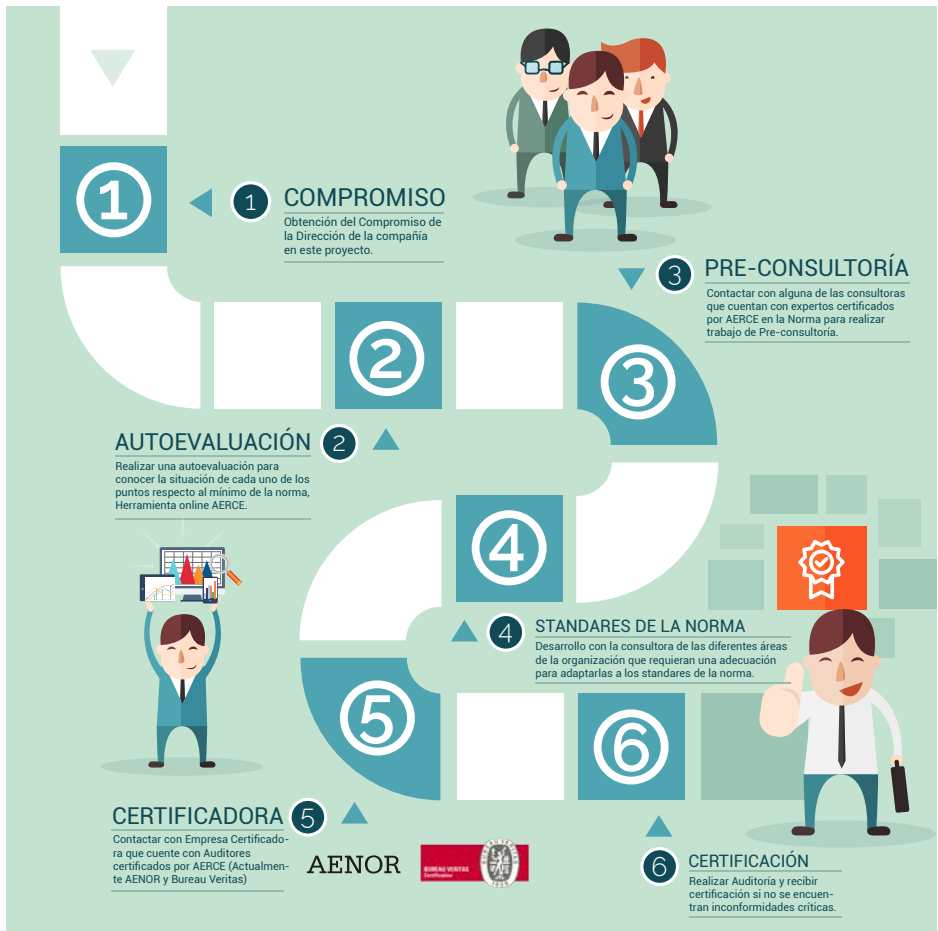 1
1
COMPROMISO
Obtención del Compromiso de
la Dirección de la compañía
en este proyecto.
2
3
3
PRE-CONSULTORÍA
Contactar con alguna de las consultoras
que cuentan con expertos certificados
por AERCE en la Norma para realizar
trabajo de Pre-consultoría.
AUTOEVALUACIÓN
2
Realizar una autoevaluación para
conocer la situación de cada uno de los
puntos respecto al mínimo de la norma,
Herramienta online AERCE.
4
4
STANDARES DE LA NORMA
Desarrollo con la consultora de las diferentes áreas
de la organización que requieran una adecuación
para adaptarlas a los standares de la norma.
5
6
CERTIFICADORA
5
Contactar con Empresa Certificado-
ra que cuente con Auditores
certificados por AERCE (Actualmen-
te AENOR y Bureau Veritas)
AENOR
BUREAU VERITAS
Certification
6
CERTIFICACIÓN
Realizar Auditoría y recibir
certificación si no se encuen-
tran inconformidades críticas.